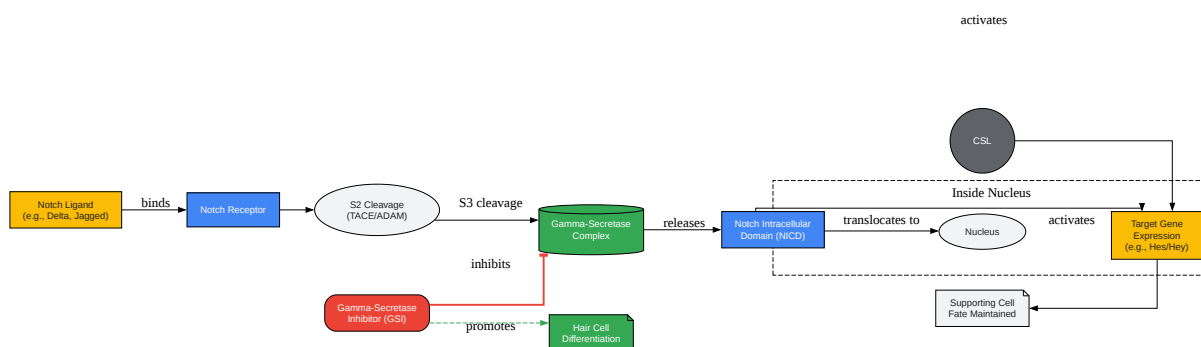 activates
CSL
Inside Nucleus
Notch Ligand
(e.g., Delta, Jagged)
binds
Notch Receptor
S2 Cleavage
(TACE/ADAM)
S3 cleavage
Gamma-Secretase
Complex
releases
Notch Intracellular
Domain (NICD)
translocates to
Nucleus
activates
Target Gene
Expression
(e.g., Hes/Hey)
inhibits
Gamma-Secretase
Inhibitor (GSI)
promotes
Hair Cell
Differentiation
Supporting Cell
Fate Maintained